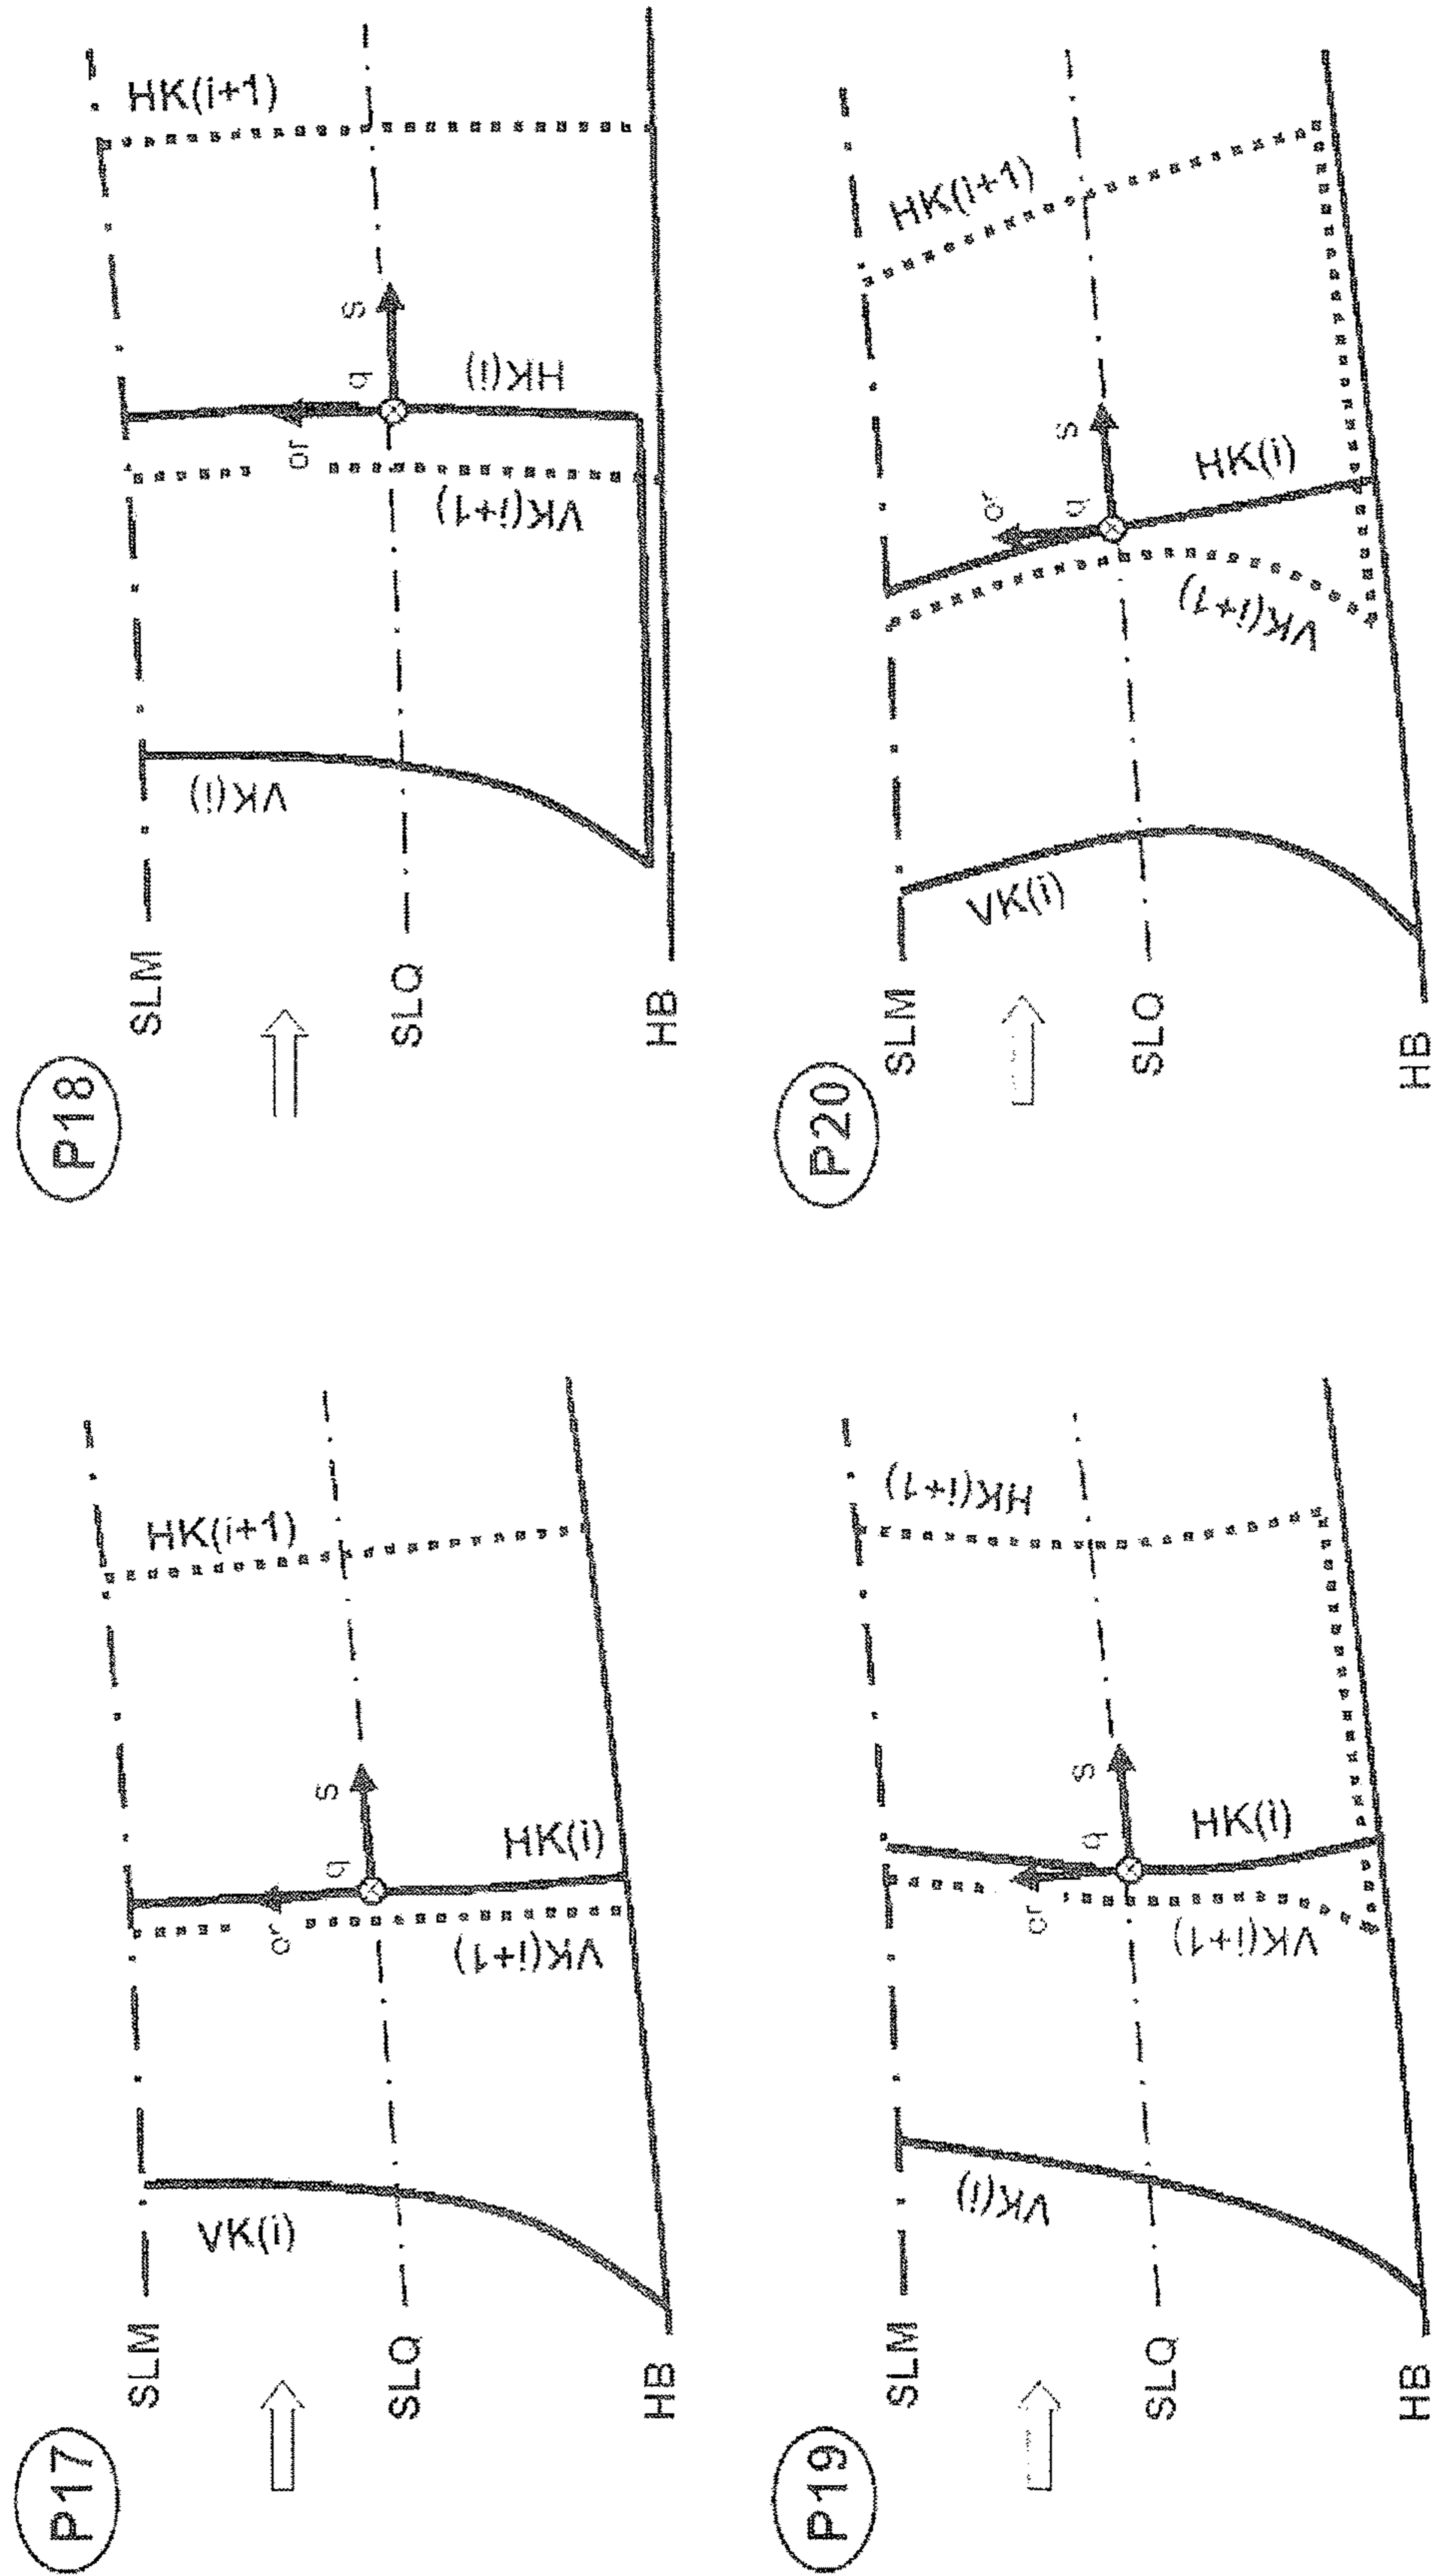 P17
SLM
VK(i)
HK(i+1)
or
q
s
SLQ
VK(i+1)
HK(i)
HB
P18
SLM
VK(i)
HK(i+1)
or
q
s
SLQ
VK(i+1)
HK(i)
HB
P19
SLM
VK(i)
HK(i+1)
or
q
s
SLQ
VK(i+1)
HK(i)
HB
P20
SLM
VK(i)
HK(i+1)
or
q
s
SLQ
VK(i+1)
HK(i)
HB